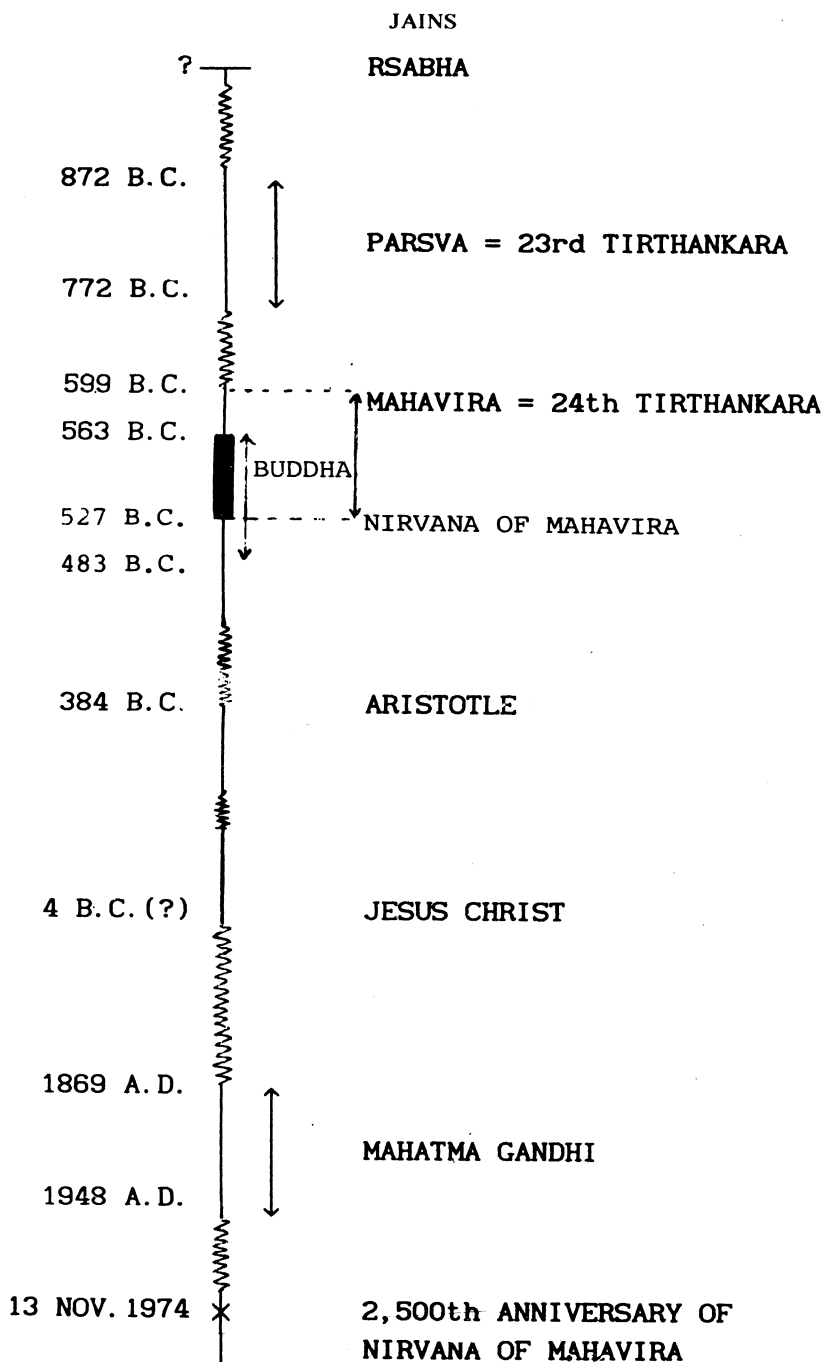 JAINS
? RSABHA
872 B.C.
PARSVA = 23rd TIRTHANKARA
772 B.C.
599 B.C.
MAHAVIRA = 24th TIRTHANKARA
563 B.C.
BUDDHA
527 B.C. NIRVANA OF MAHAVIRA
483 B.C.
384 B.C. ARISTOTLE
4 B.C.(?) JESUS CHRIST
1869 A.D.
MAHATMA GANDHI
1948 A.D.
13 NOV. 1974 2,500th ANNIVERSARY OF
NIRVANA OF MAHAVIRA